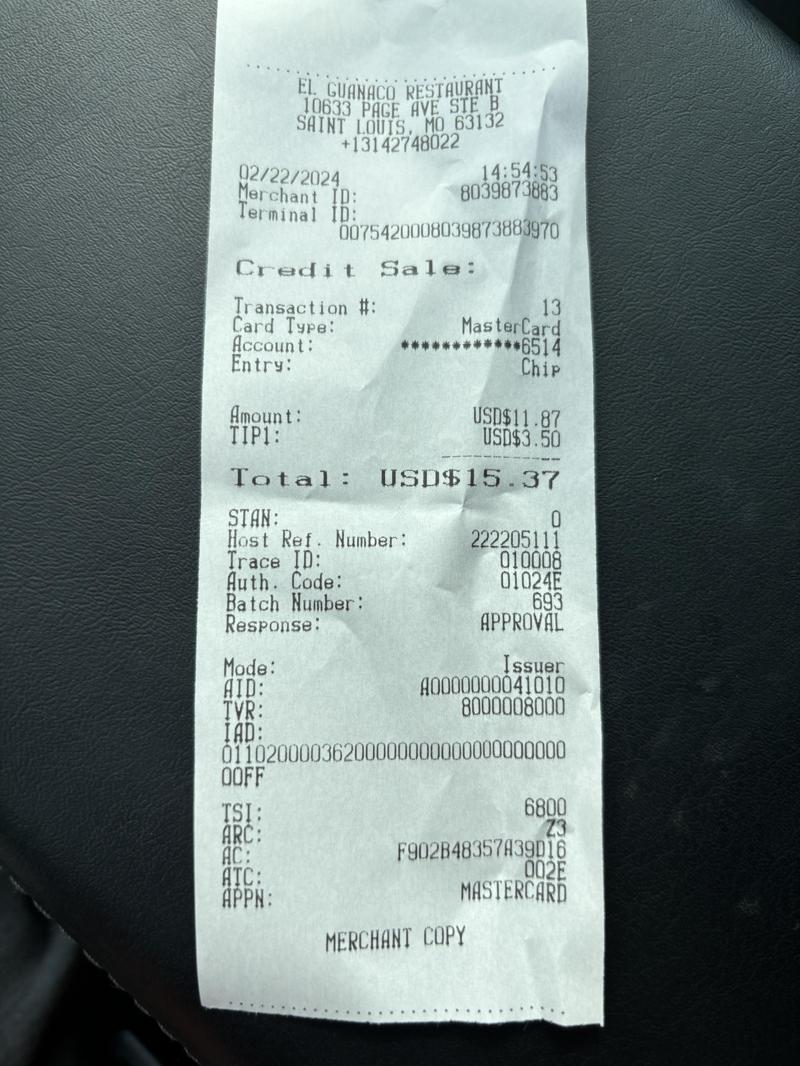 EL GUANACO RESTAURANT
10633 PAGE AVE STE B
SAINT LOUIS, MO 63132
+13142748022
02/22/2024 14:54:53
Merchant ID: 8039873883
Terminal ID:
0075420008039873883970
Credit Sale:
Transaction #: 13
Card Type: MasterCard
Account: ************6514
Entry: Chip
Amount: USD$11.87
TIP1: USD$3.50
Total: USD$15.37
STAN: 0
Host Ref. Number: 222205111
Trace ID: 010008
Auth. Code: 01024E
Batch Number: 693
Response: APPROVAL
Mode: Issuer
AID: A0000000041010
TVR: 8000008000
IAD:
0110200003620000000000000000000000
00FF
TSI: 6800
ARC: Z3
AC: F902B48357A39D16
ATC: 002E
APPN: MASTERCARD
MERCHANT COPY